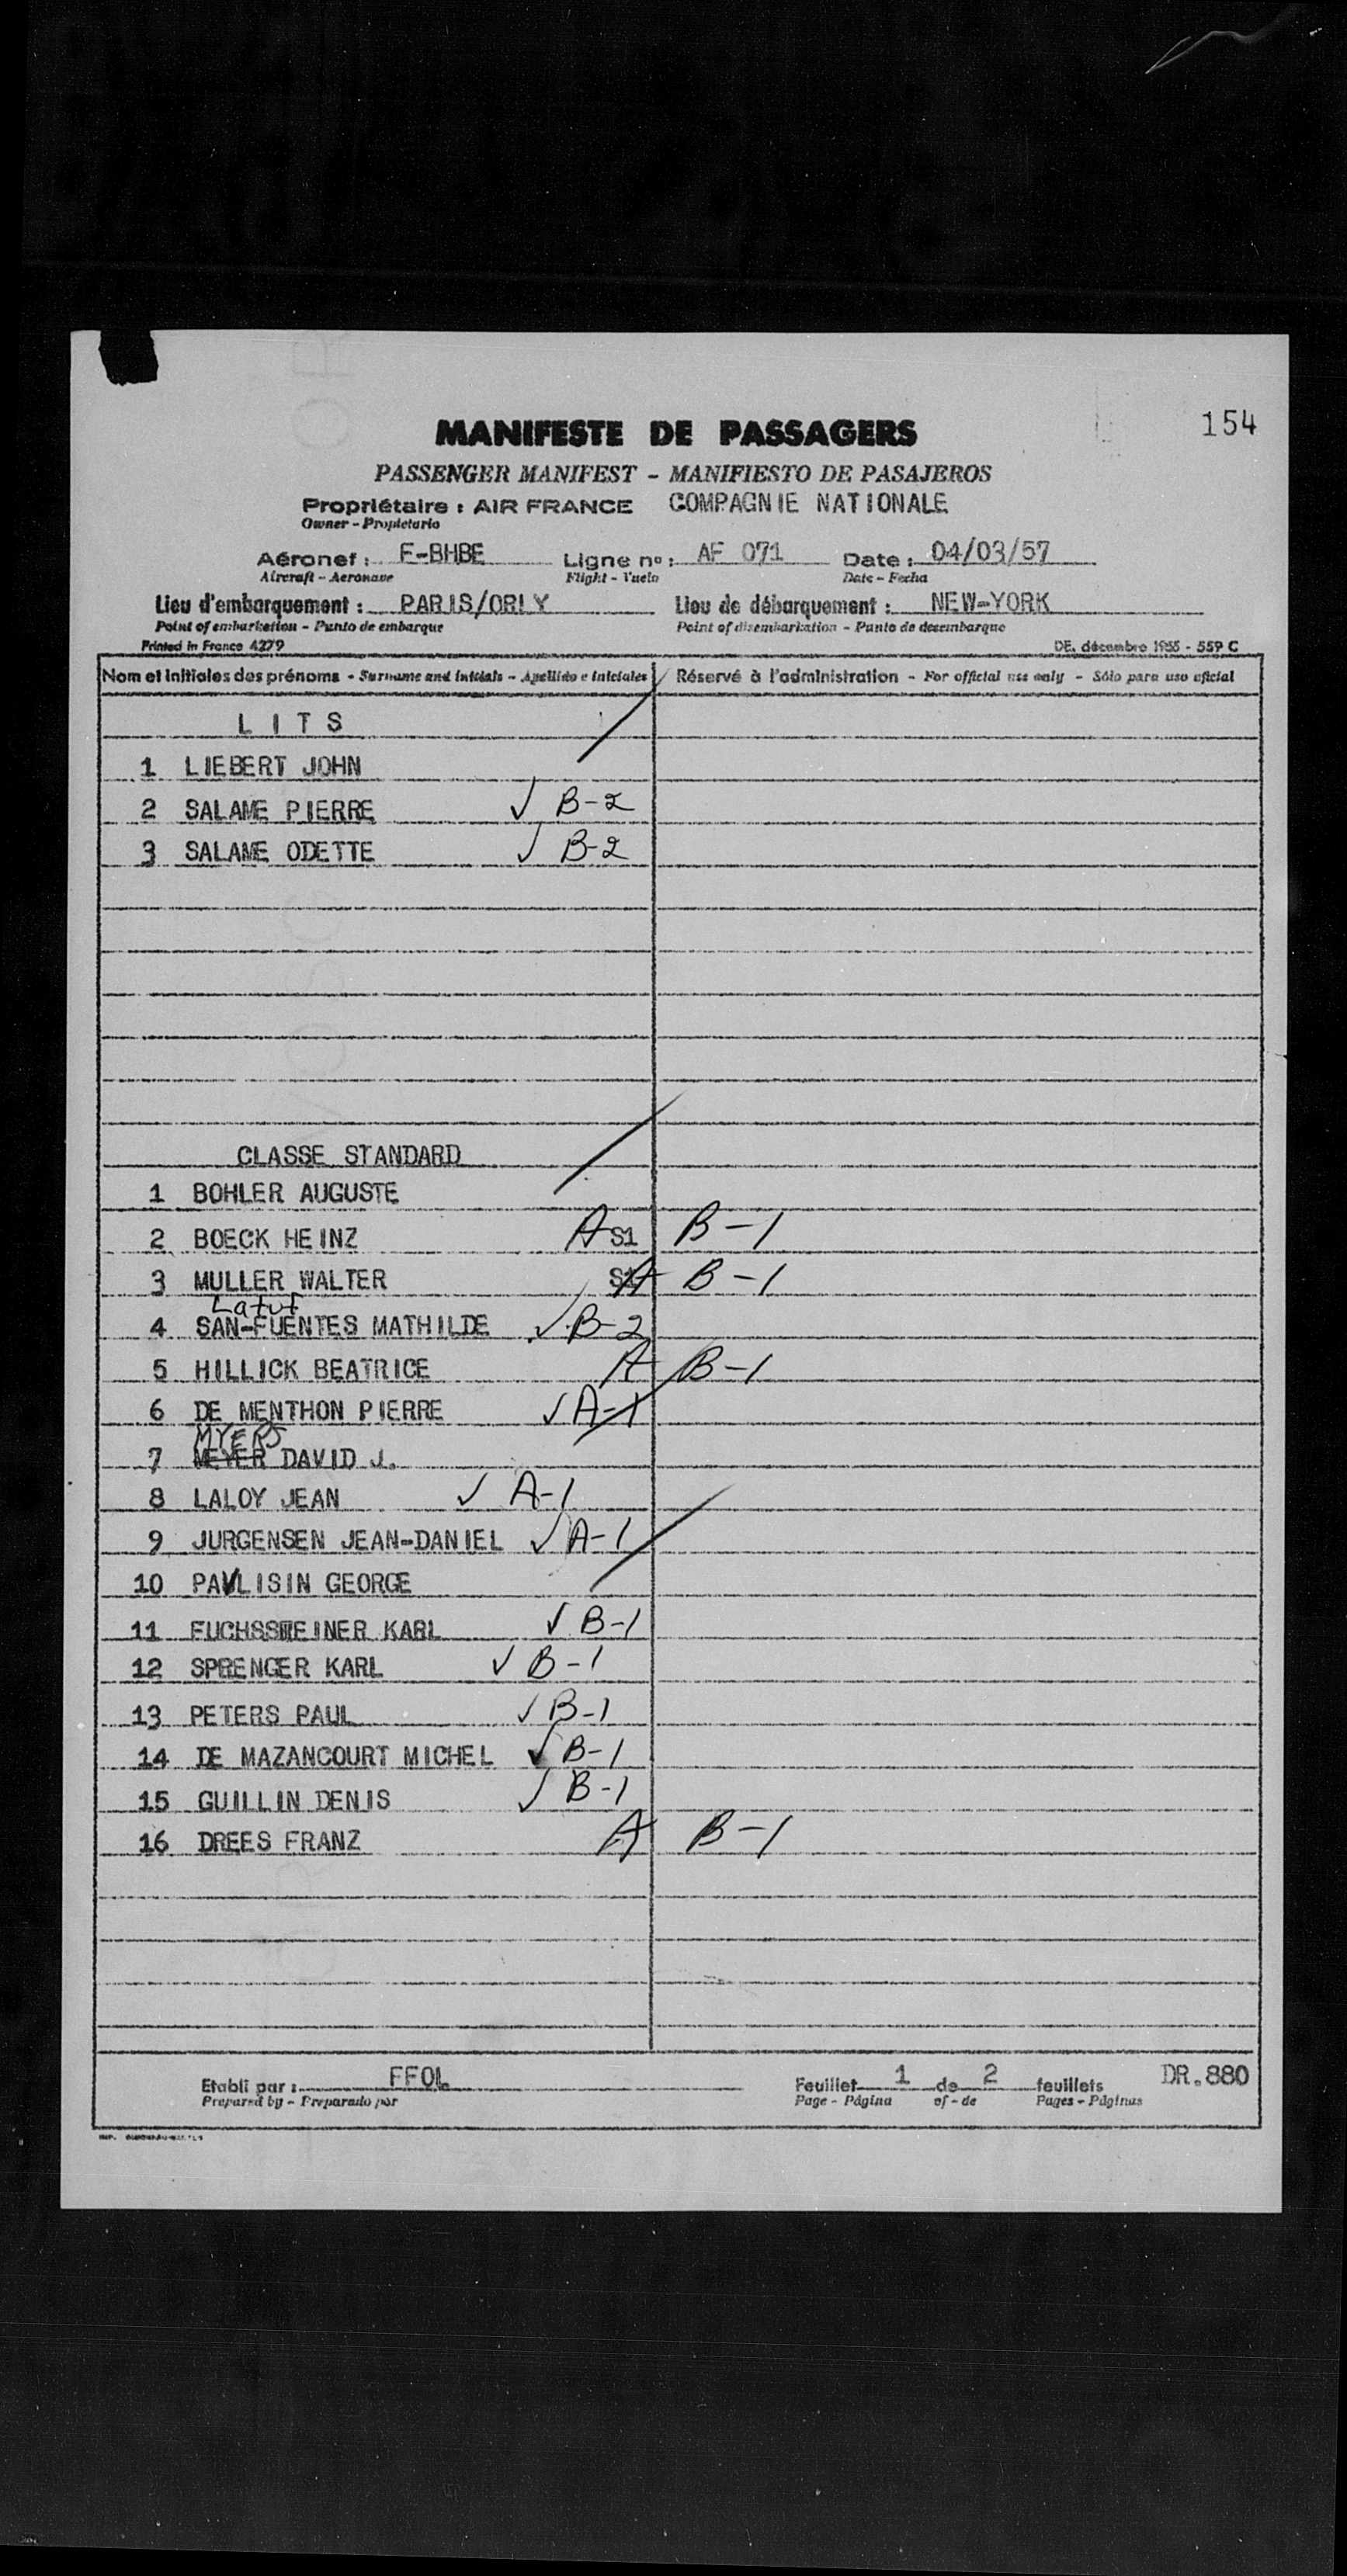 154
MANIFESTE DE PASSAGERS
PASSENGER MANIFEST - MANIFIESTO DE PASAJEROS
Propriétaire : AIR FRANCE COMPAGNIE NATIONALE
Owner - Propietario
Aéronef : F-BHBE Ligne nº : AF 071 Date : 04/03/57
Aircraft - Aeronave Flight - Vuelo Date - Fecha
Lieu d'embarquement : PARIS/ORLY Lieu de débarquement : NEW-YORK
Point of embarkation - Punto de embarque Point of disembarkation - Punto de desembarque
Printed in France 4279 DE. décembre 1955 - 559 C
Nom et initiales des prénoms - Surname and initials - Apellido e iniciales Réservé à l'administration - For official use only - Sólo para uso oficial
LITS
1 LIEBERT JOHN
2 SALAME PIERRE ✓ B-2
3 SALAME ODETTE ✓ B-2
CLASSE STANDARD
1 BOHLER AUGUSTE
2 BOECK HEINZ A S1 B-1
3 MULLER WALTER S1 A B-1
Latuf
4 SAN-FUENTES MATHILDE ✓ B-2
5 HILLICK BEATRICE A B-1
6 DE MENTHON PIERRE ✓ A-1
MYERS
7 MEYER DAVID J.
8 LALOY JEAN ✓ A-1
9 JURGENSEN JEAN-DANIEL ✓ A-1
10 PAVLISIN GEORGE
11 FUCHSSTEINER KARL ✓ B-1
12 SPRENGER KARL ✓ B-1
13 PETERS PAUL ✓ B-1
14 DE MAZANCOURT MICHEL ✓ B-1
15 GUILLIN DENIS ✓ B-1
16 DREES FRANZ A B-1
Etabli par : FFOL Feuillet 1 de 2 feuillets DR.880
Prepared by - Preparado por Page - Página of - de Pages - Páginas